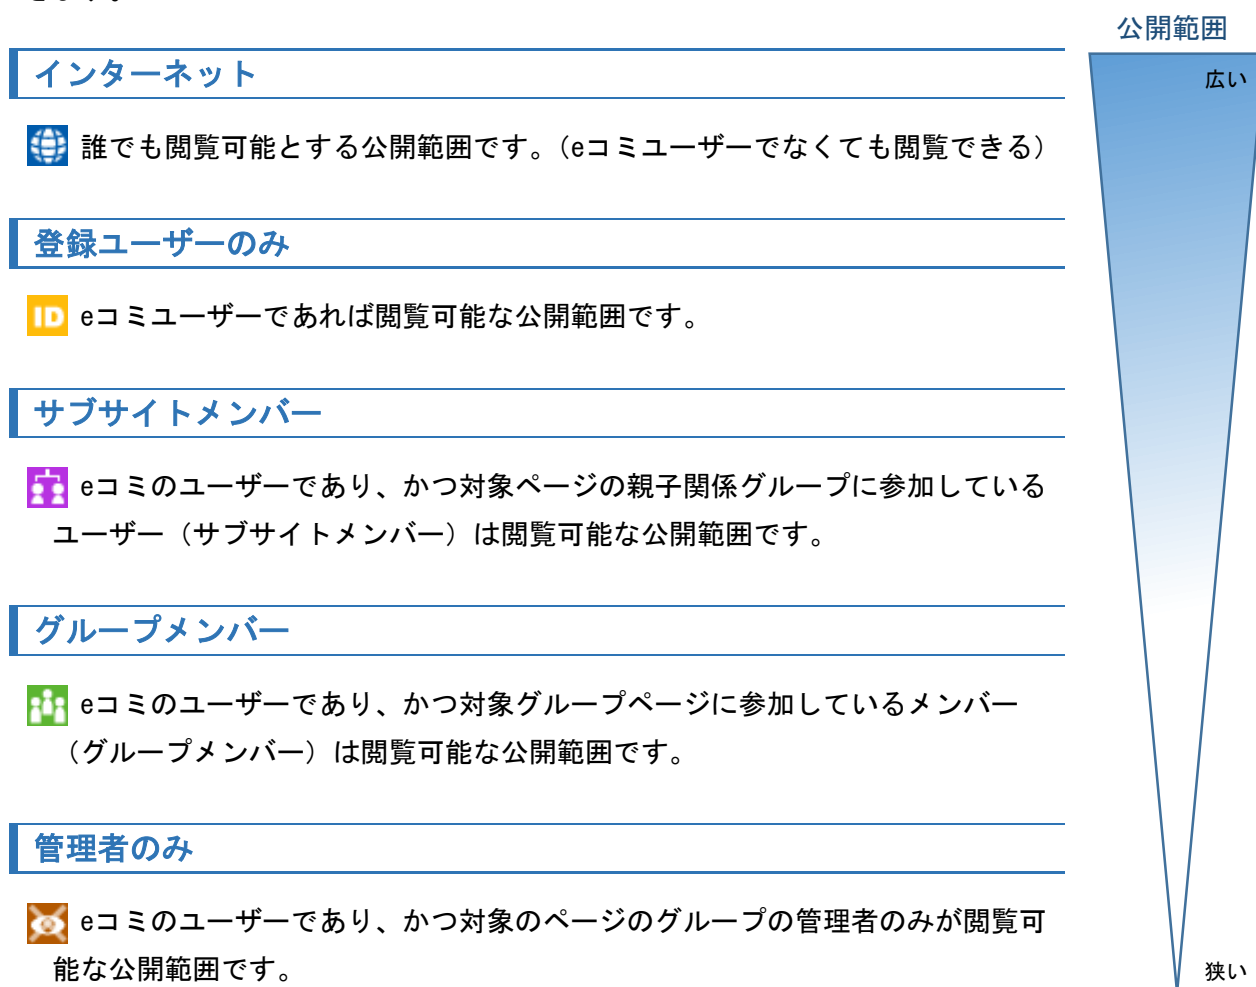 公開範囲
広い
インターネット
誰でも閲覧可能とする公開範囲です。（eコミユーザーでなくても閲覧できる）
登録ユーザーのみ
ID eコミユーザーであれば閲覧可能な公開範囲です。
サブサイトメンバー
eコミのユーザーであり、かつ対象ページの親子関係グループに参加している
ユーザー（サブサイトメンバー）は閲覧可能な公開範囲です。
グループメンバー
eコミのユーザーであり、かつ対象グループページに参加しているメンバー
（グループメンバー）は閲覧可能な公開範囲です。
管理者のみ
eコミのユーザーであり、かつ対象のページのグループの管理者のみが閲覧可
能な公開範囲です。
狭い